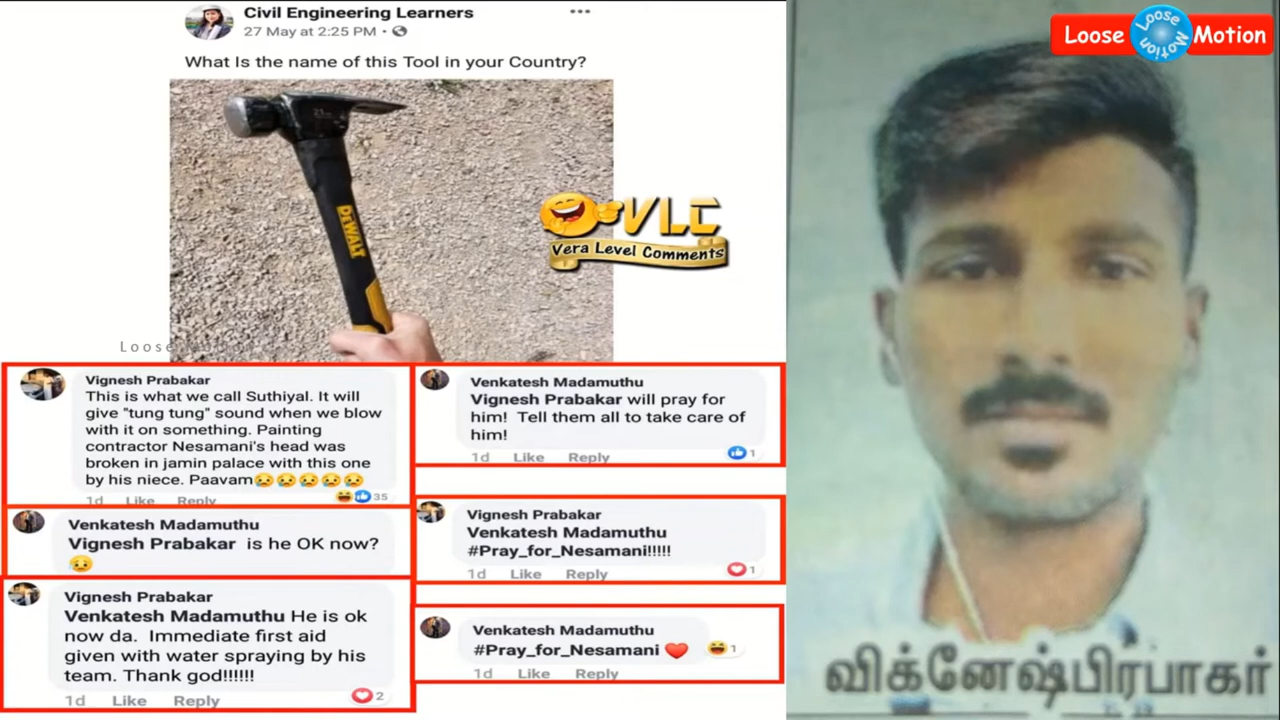 Civil Engineering Learners
27 May at 2:25 PM
What Is the name of this Tool in your Country?
DEWALT
VLC
Vera Level Comments
Vignesh Prabakar
This is what we call Suthiyal. It will
give "tung tung" sound when we blow
with it on something. Painting
contractor Nesamani's head was
broken in jamin palace with this one
by his niece. Paavam😥😥😥😥😥
1d Like Reply 35
Venkatesh Madamuthu
Vignesh Prabakar is he OK now?
😥
Vignesh Prabakar
Venkatesh Madamuthu He is ok
now da. Immediate first aid
given with water spraying by his
team. Thank god!!!!!!
1d Like Reply 2
Venkatesh Madamuthu
Vignesh Prabakar will pray for
him! Tell them all to take care of
him!
1d Like Reply 1
Vignesh Prabakar
Venkatesh Madamuthu
#Pray_for_Nesamani!!!!!
1d Like Reply 1
Venkatesh Madamuthu
#Pray_for_Nesamani ❤️ 1
1d Like Reply
Loose Loose Motion Motion
விக்னேஷ்பிரபாகர்